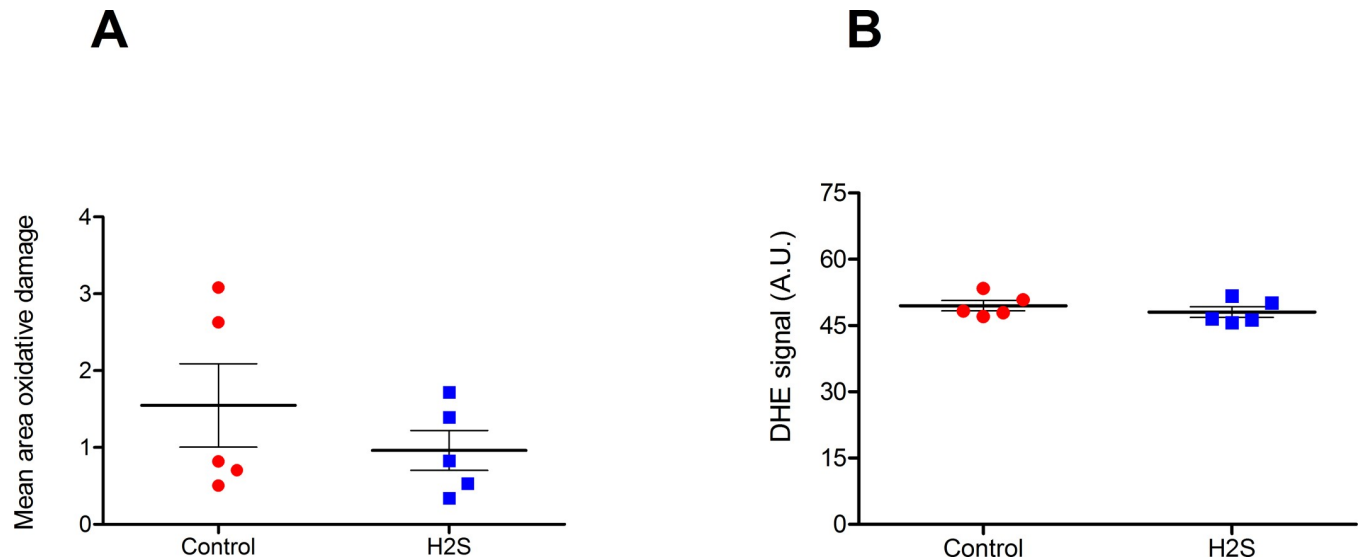 A
Mean area oxidative damage
4
3
2
1
0
Control
H2S
B
DHE signal (A.U.)
75
60
45
30
15
0
Control
H2S